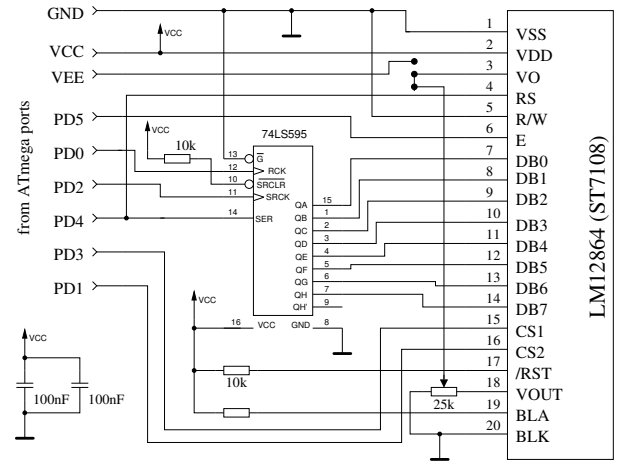 GND
VCC
VCC
VEE
PD5
PD0
PD2
PD4
PD3
PD1
from ATmega ports
VCC
10k
74LS595
13 G
12 RCK
10 SRCLR
11 SRCK
14 SER
QA 15
QB 1
QC 2
QD 3
QE 4
QF 5
QG 6
QH 7
QH' 9
16 VCC GND 8
VCC
10k
25k
VCC
100nF 100nF
1 VSS
2 VDD
3 VO
4 RS
5 R/W
6 E
7 DB0
8 DB1
9 DB2
10 DB3
11 DB4
12 DB5
13 DB6
14 DB7
15 CS1
16 CS2
17 /RST
18 VOUT
19 BLA
20 BLK
LM12864 (ST7108)